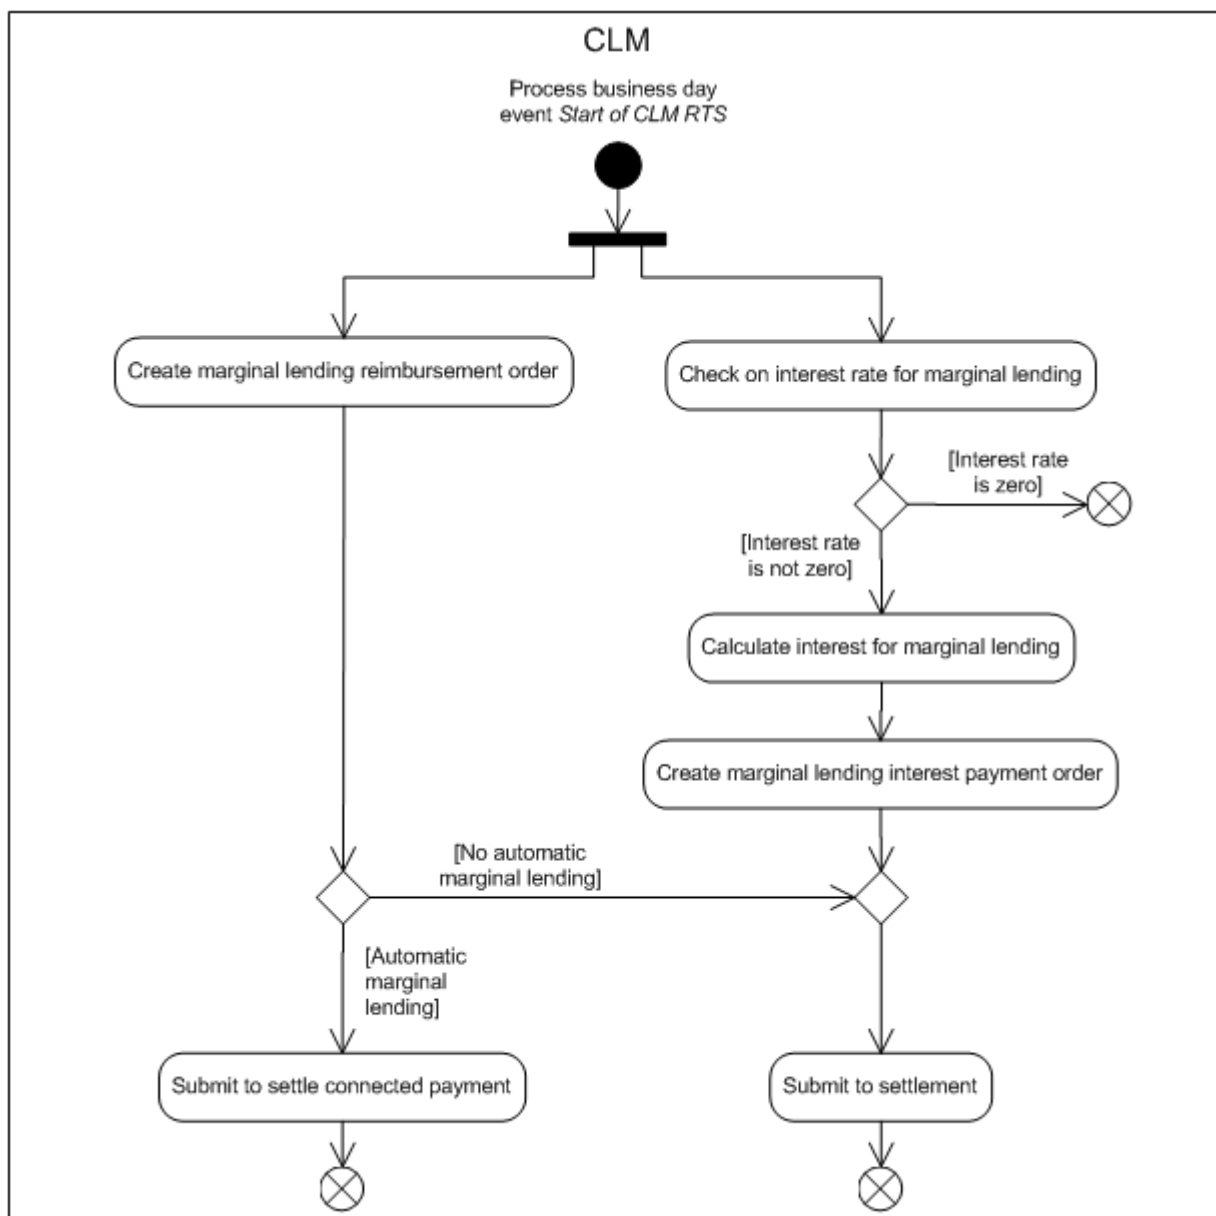 CLM
Process business day
event Start of CLM RTS
Create marginal lending reimbursement order
Check on interest rate for marginal lending
[Interest rate
is zero]
[Interest rate
is not zero]
Calculate interest for marginal lending
Create marginal lending interest payment order
[No automatic
marginal lending]
[Automatic
marginal
lending]
Submit to settle connected payment
Submit to settlement